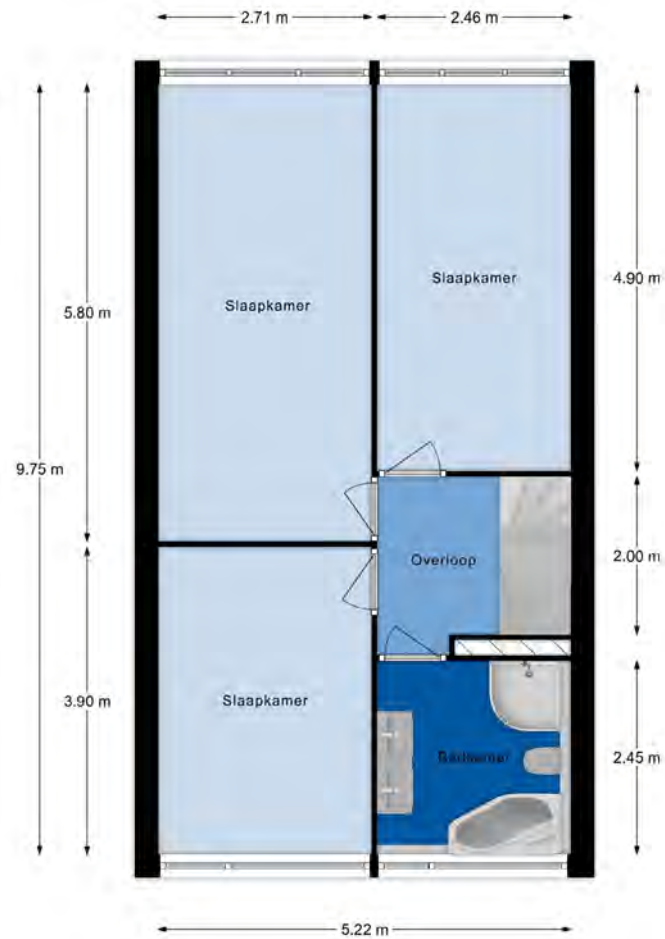 2.71 m
2.46 m
Slaapkamer
4.90 m
Slaapkamer
5.80 m
9.75 m
Overloop
2.00 m
Slaapkamer
3.90 m
Badkamer
2.45 m
5.22 m